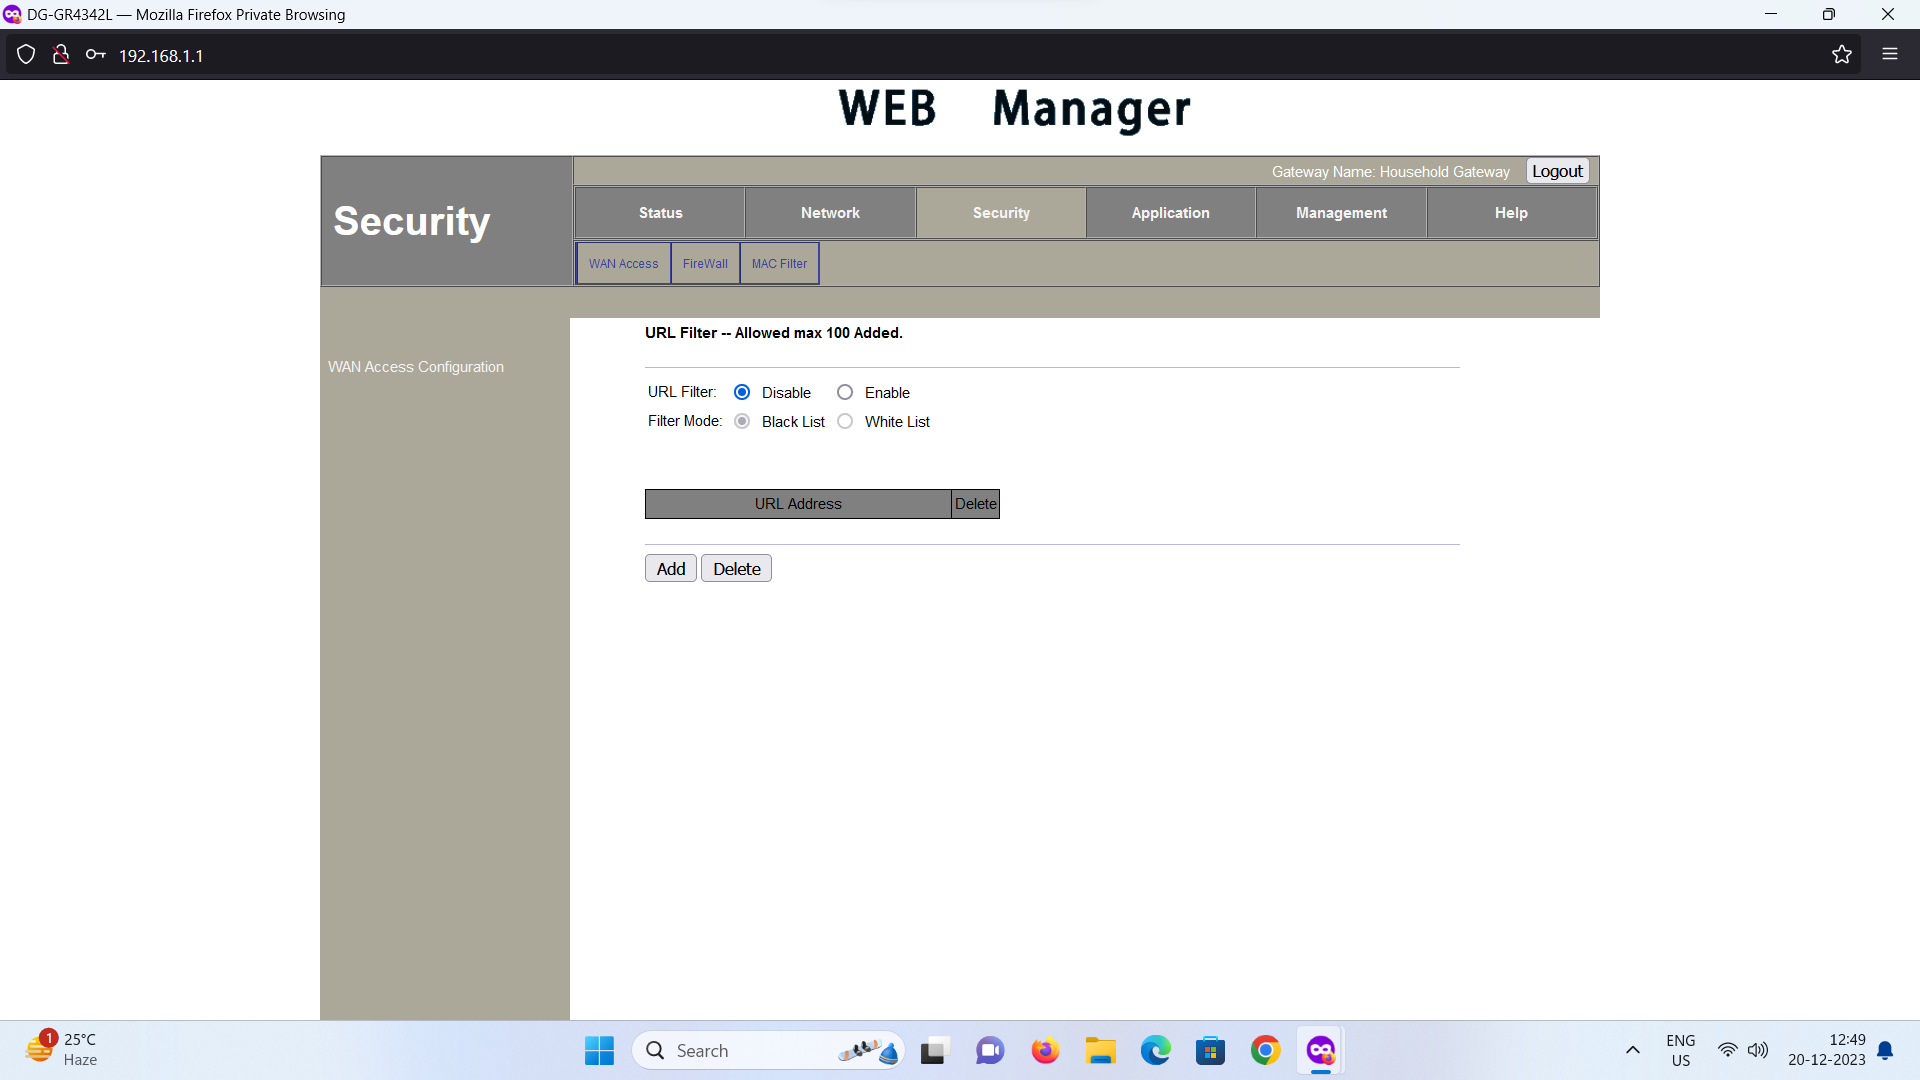 DG-GR4342L — Mozilla Firefox Private Browsing
192.168.1.1
WEB Manager
Gateway Name: Household Gateway Logout
Security
Status Network Security Application Management Help
WAN Access FireWall MAC Filter
WAN Access Configuration
URL Filter -- Allowed max 100 Added.
URL Filter: Disable Enable
Filter Mode: Black List White List
URL Address Delete
Add Delete
1
25°C
Haze
Search
ENG
US
12:49
20-12-2023